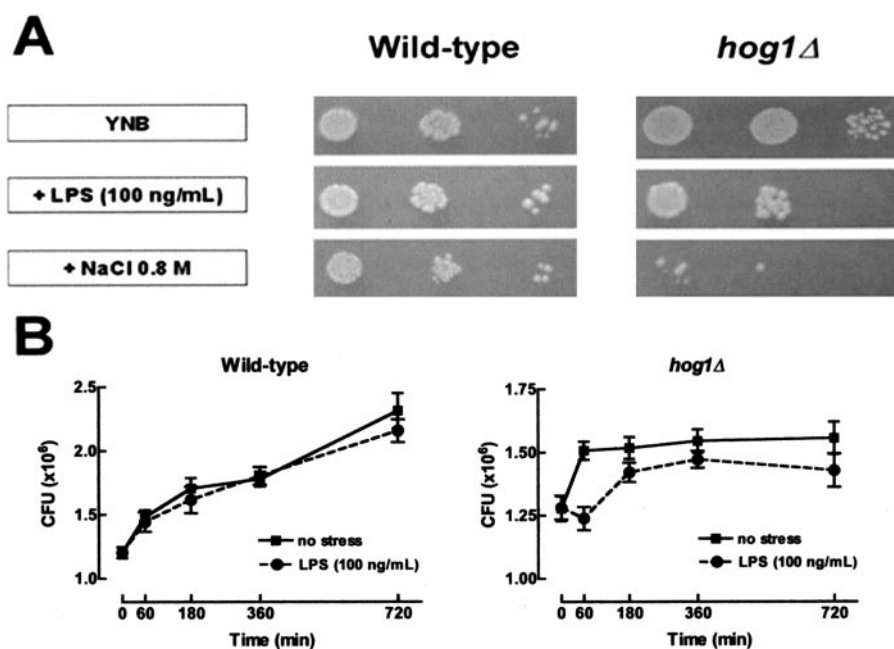 A
Wild-type hog1Δ
YNB
+ LPS (100 ng/mL)
+ NaCl 0.8 M
B
Wild-type
CFU (x10⁶)
2.5
2.0
1.5
1.0
no stress
LPS (100 ng/mL)
0 60 180 360 720
Time (min)
hog1Δ
CFU (x10⁶)
1.75
1.50
1.25
1.00
no stress
LPS (100 ng/mL)
0 60 180 360 720
Time (min)